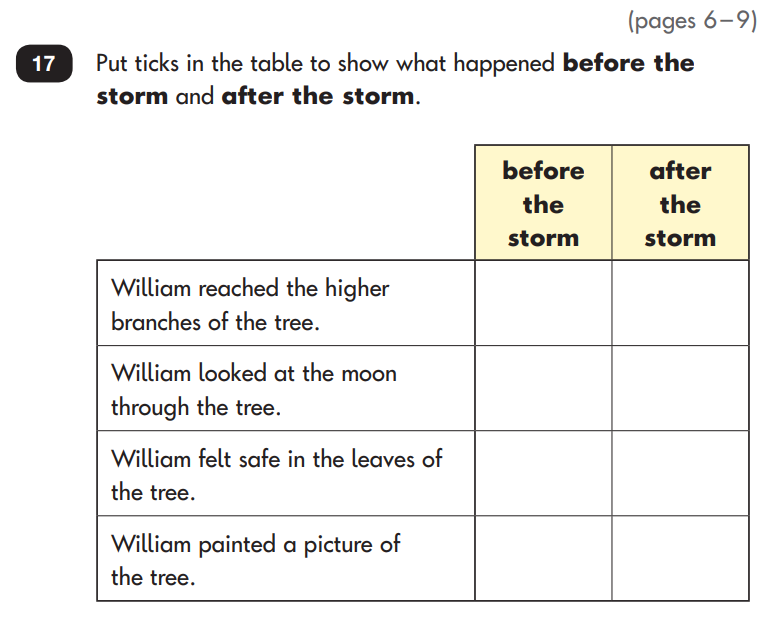 (pages 6–9)
17 Put ticks in the table to show what happened before the
storm and after the storm.
before
the
storm
after
the
storm
William reached the higher
branches of the tree.
William looked at the moon
through the tree.
William felt safe in the leaves of
the tree.
William painted a picture of
the tree.